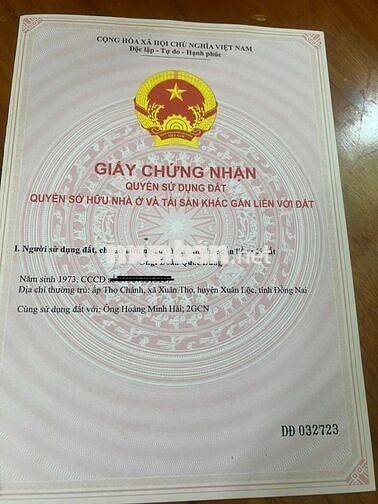 CỘNG HÒA XÃ HỘI CHỦ NGHĨA VIỆT NAM
Độc lập - Tự do - Hạnh phúc
GIẤY CHỨNG NHẬN
QUYỀN SỬ DỤNG ĐẤT
QUYỀN SỞ HỮU NHÀ Ở VÀ TÀI SẢN KHÁC GẮN LIỀN VỚI ĐẤT
I. Người sử dụng đất, ch
Năm sinh 1973, CCCD
Địa chỉ thường trú: ấp Thọ Chánh, xã Xuân Thọ, huyện Xuân Lộc, tỉnh Đồng Nai
Cùng sử dụng đất với: Ông Hoàng Minh Hải; 2GCN
DĐ 032723